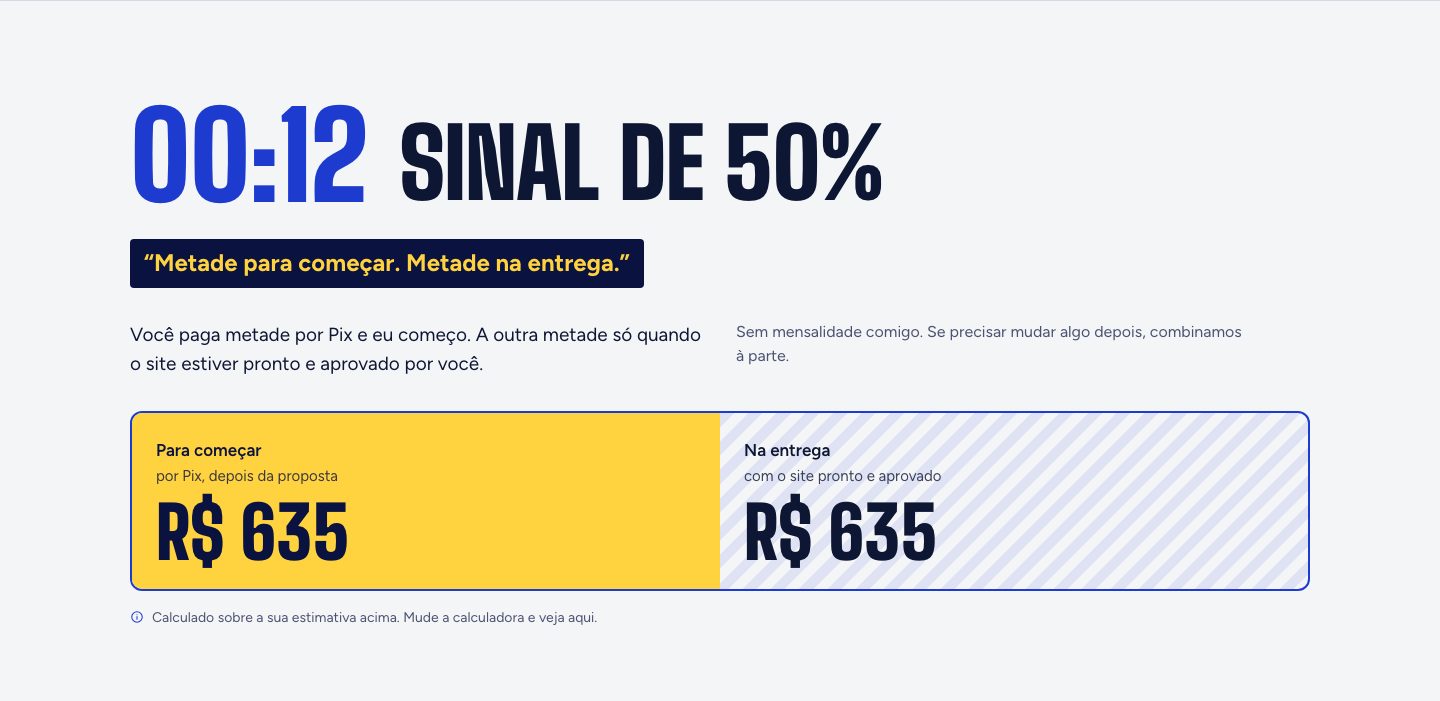 00:12 SINAL DE 50%
“Metade para começar. Metade na entrega.”
Você paga metade por Pix e eu começo. A outra metade só quando
o site estiver pronto e aprovado por você.
Sem mensalidade comigo. Se precisar mudar algo depois, combinamos
à parte.
Para começar
por Pix, depois da proposta
R$ 635
Na entrega
com o site pronto e aprovado
R$ 635
Calculado sobre a sua estimativa acima. Mude a calculadora e veja aqui.